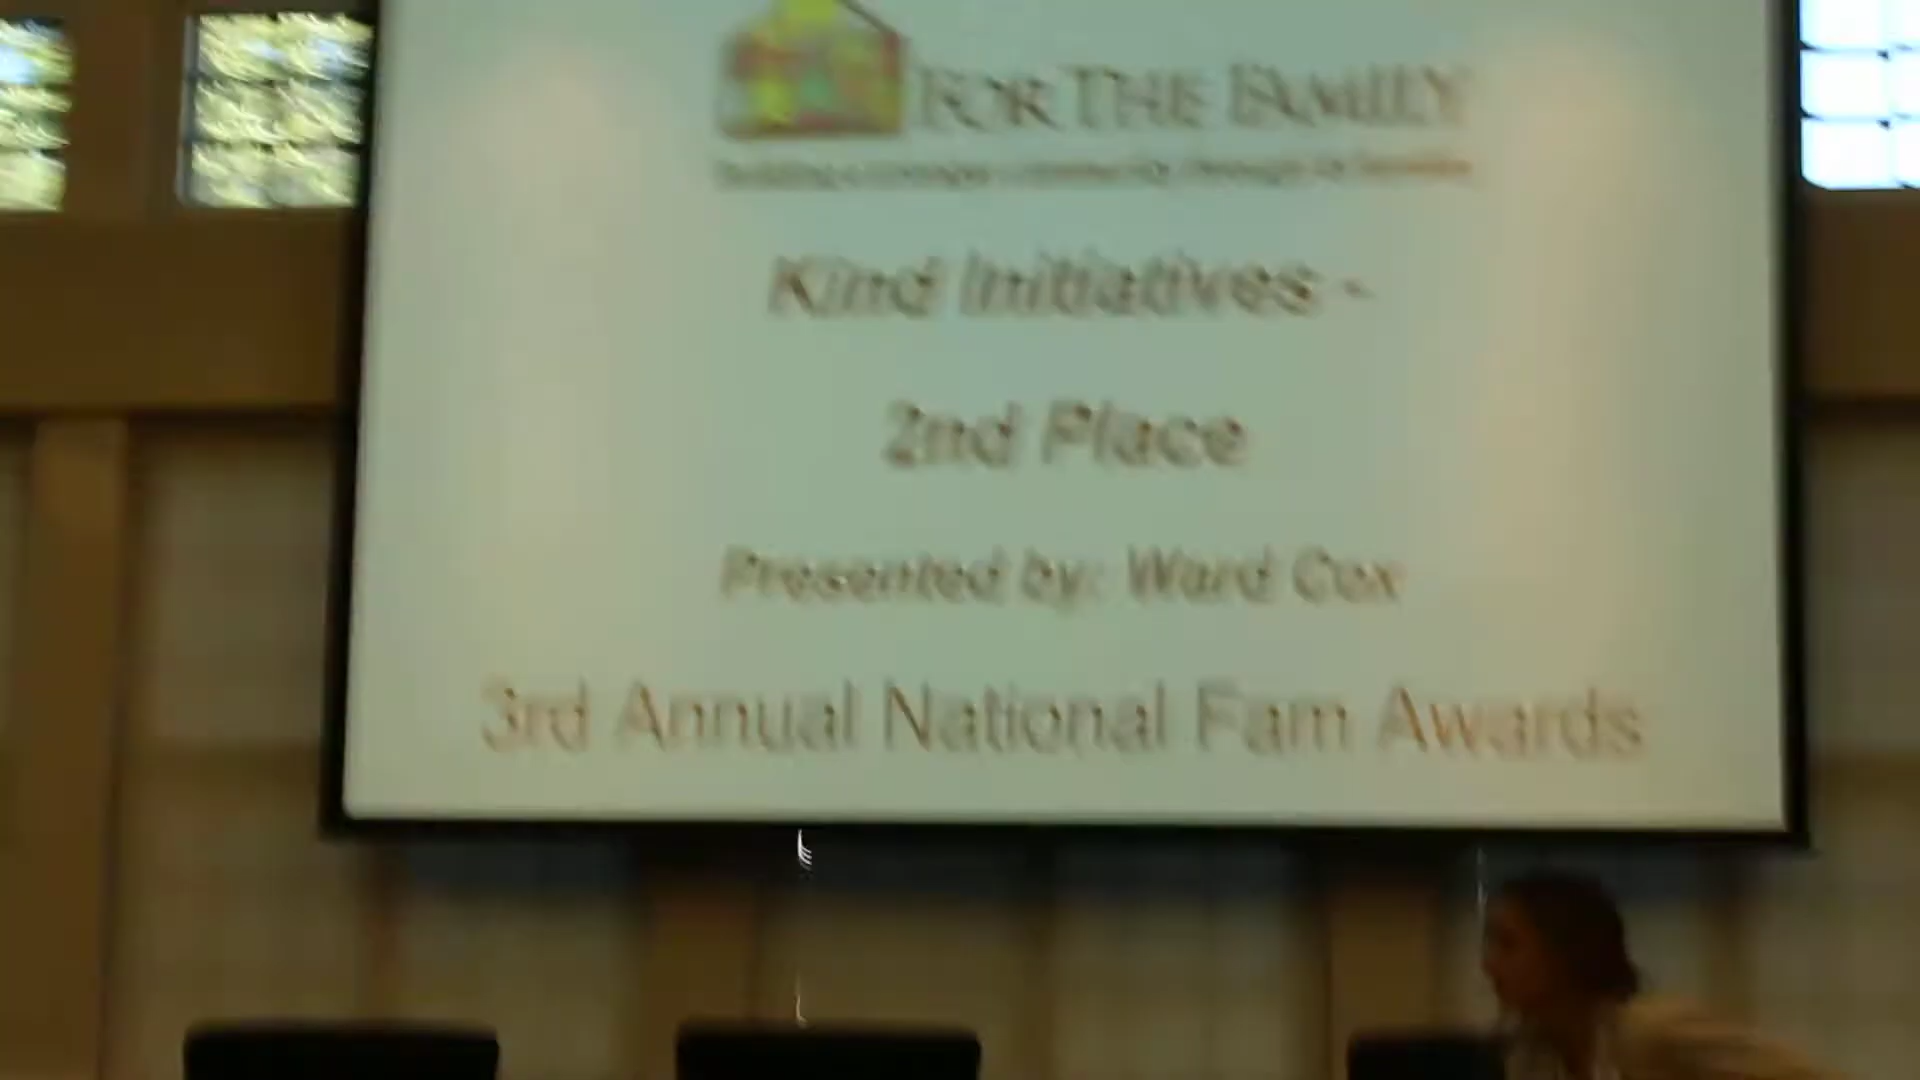 FOR THE FAMILY
Kind Initiatives -
2nd Place
Presented by: Ward Cox
3rd Annual National Fam Awards